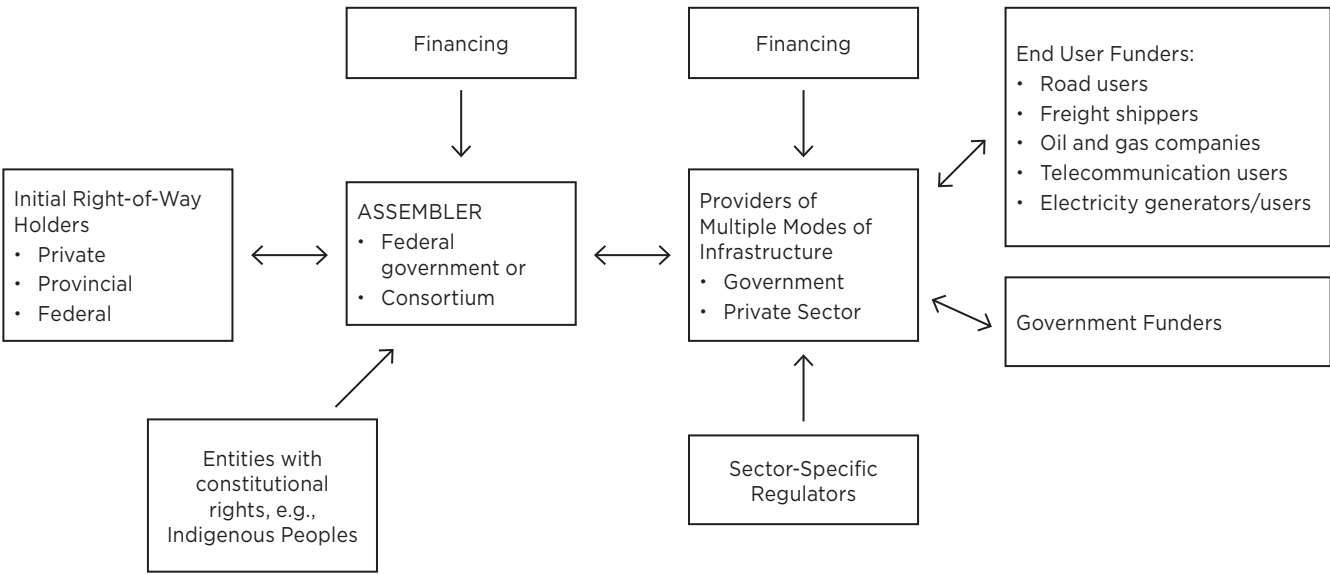 Financing
Financing
End User Funders:
• Road users
• Freight shippers
• Oil and gas companies
• Telecommunication users
• Electricity generators/users
Initial Right-of-Way
Holders
• Private
• Provincial
• Federal
ASSEMBLER
• Federal
government or
• Consortium
Providers of
Multiple Modes of
Infrastructure
• Government
• Private Sector
Government Funders
Entities with
constitutional
rights, e.g.,
Indigenous Peoples
Sector-Specific
Regulators